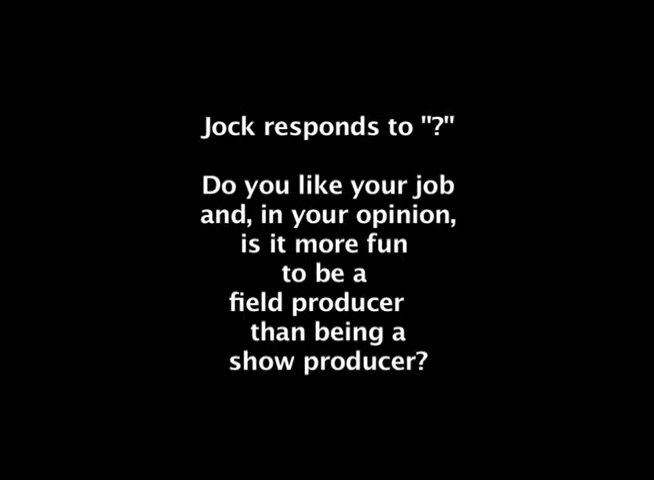 Jock responds to "?"
Do you like your job
and, in your opinion,
is it more fun
to be a
field producer
than being a
show producer?